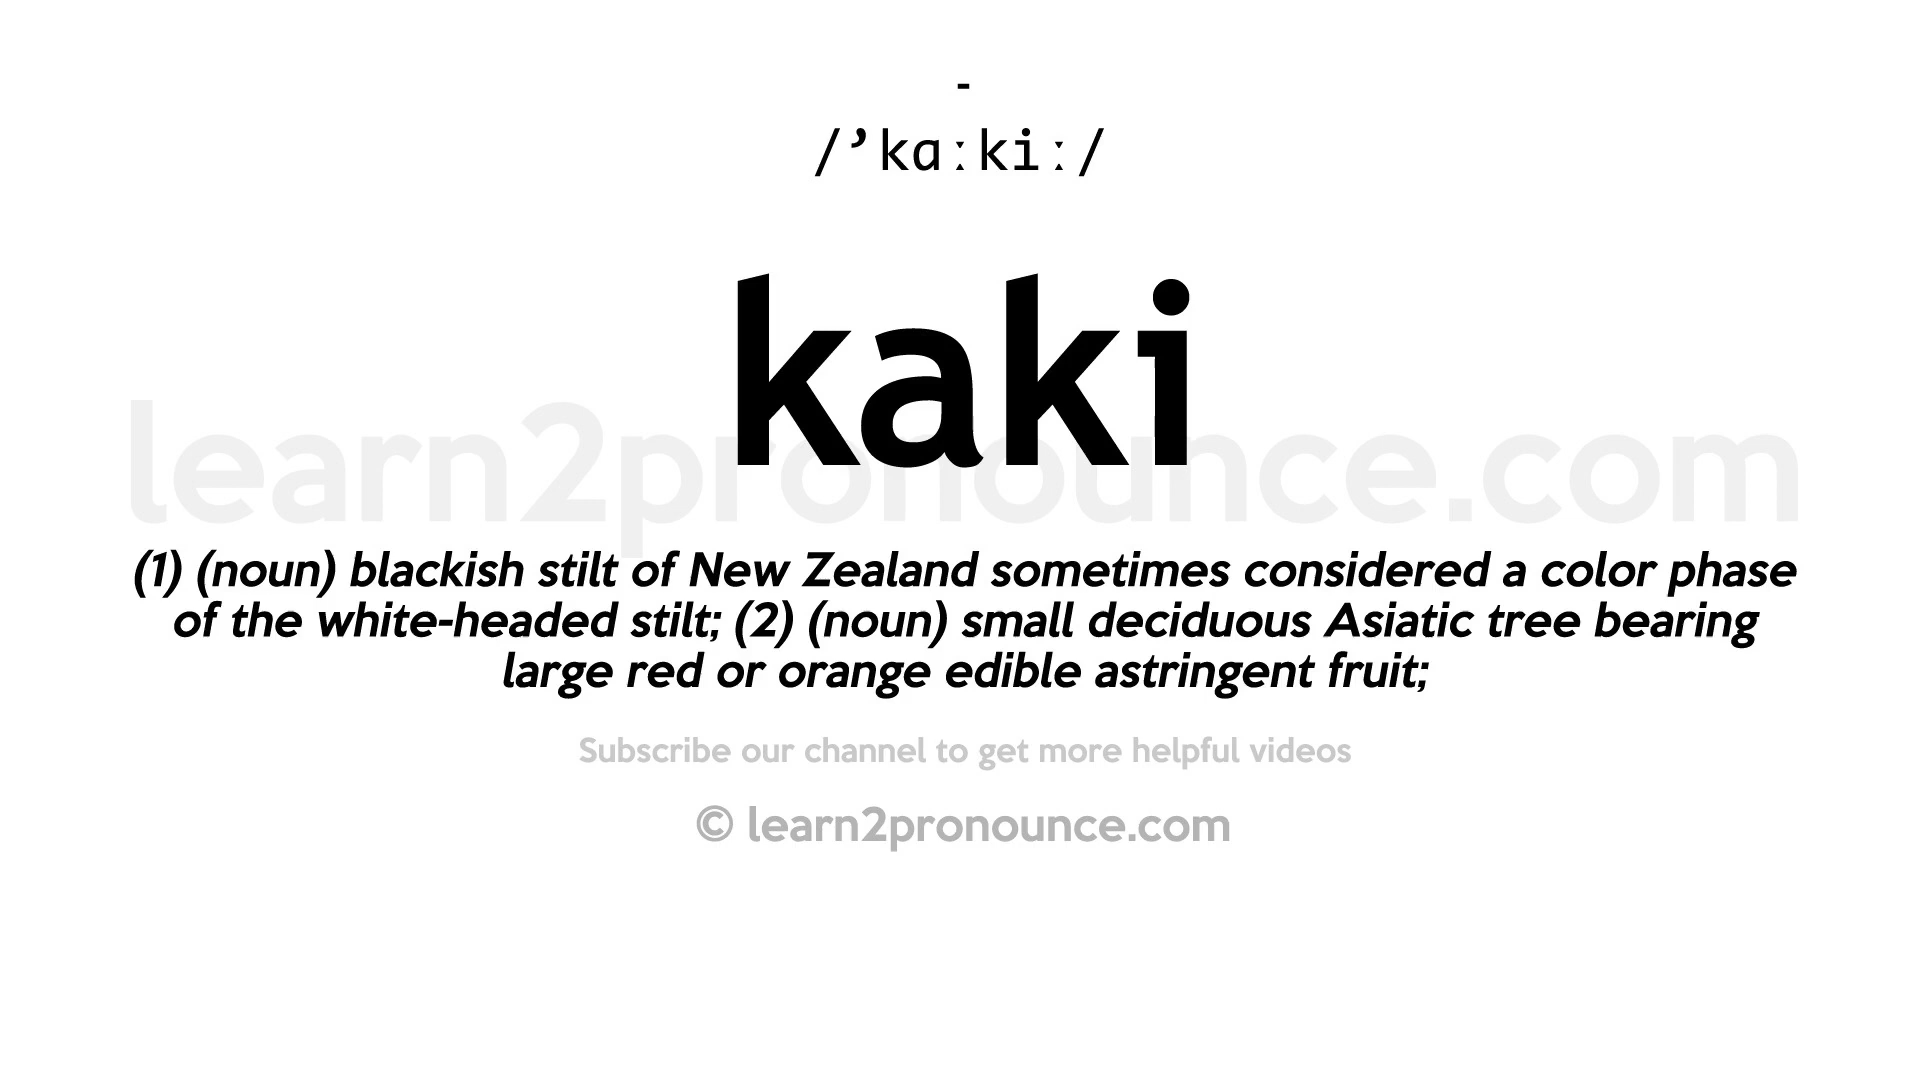 -
/’kɑːkiː/
kaki
learn2pronounce.com
(1) (noun) blackish stilt of New Zealand sometimes considered a color phase
of the white-headed stilt; (2) (noun) small deciduous Asiatic tree bearing
large red or orange edible astringent fruit;
Subscribe our channel to get more helpful videos
© learn2pronounce.com